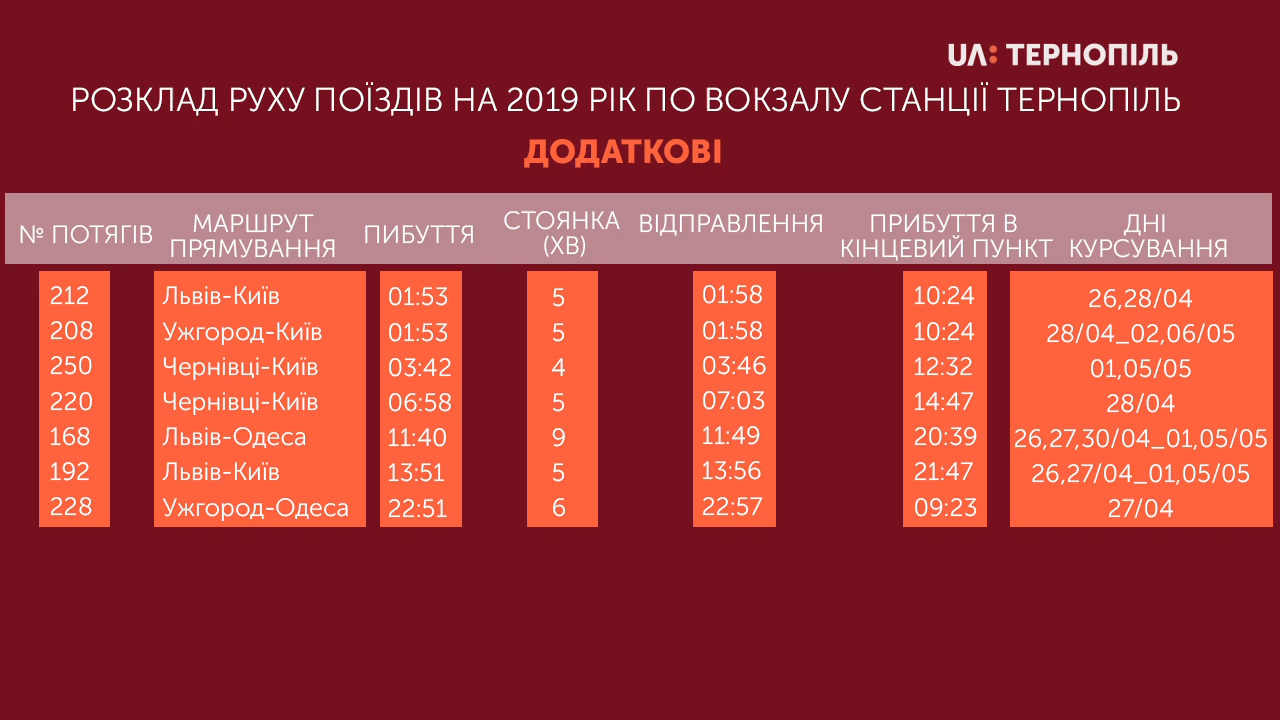 UA: ТЕРНОПІЛЬ
РОЗКЛАД РУХУ ПОЇЗДІВ НА 2019 РІК ПО ВОКЗАЛУ СТАНЦІЇ ТЕРНОПІЛЬ
ДОДАТКОВІ
№ ПОТЯГІВ МАРШРУТ ПРЯМУВАННЯ ПИБУТТЯ СТОЯНКА (ХВ) ВІДПРАВЛЕННЯ ПРИБУТТЯ В КІНЦЕВИЙ ПУНКТ ДНІ КУРСУВАННЯ
212 Львів-Київ 01:53 5 01:58 10:24 26,28/04
208 Ужгород-Київ 01:53 5 01:58 10:24 28/04_02,06/05
250 Чернівці-Київ 03:42 4 03:46 12:32 01,05/05
220 Чернівці-Київ 06:58 5 07:03 14:47 28/04
168 Львів-Одеса 11:40 9 11:49 20:39 26,27,30/04_01,05/05
192 Львів-Київ 13:51 5 13:56 21:47 26,27/04_01,05/05
228 Ужгород-Одеса 22:51 6 22:57 09:23 27/04